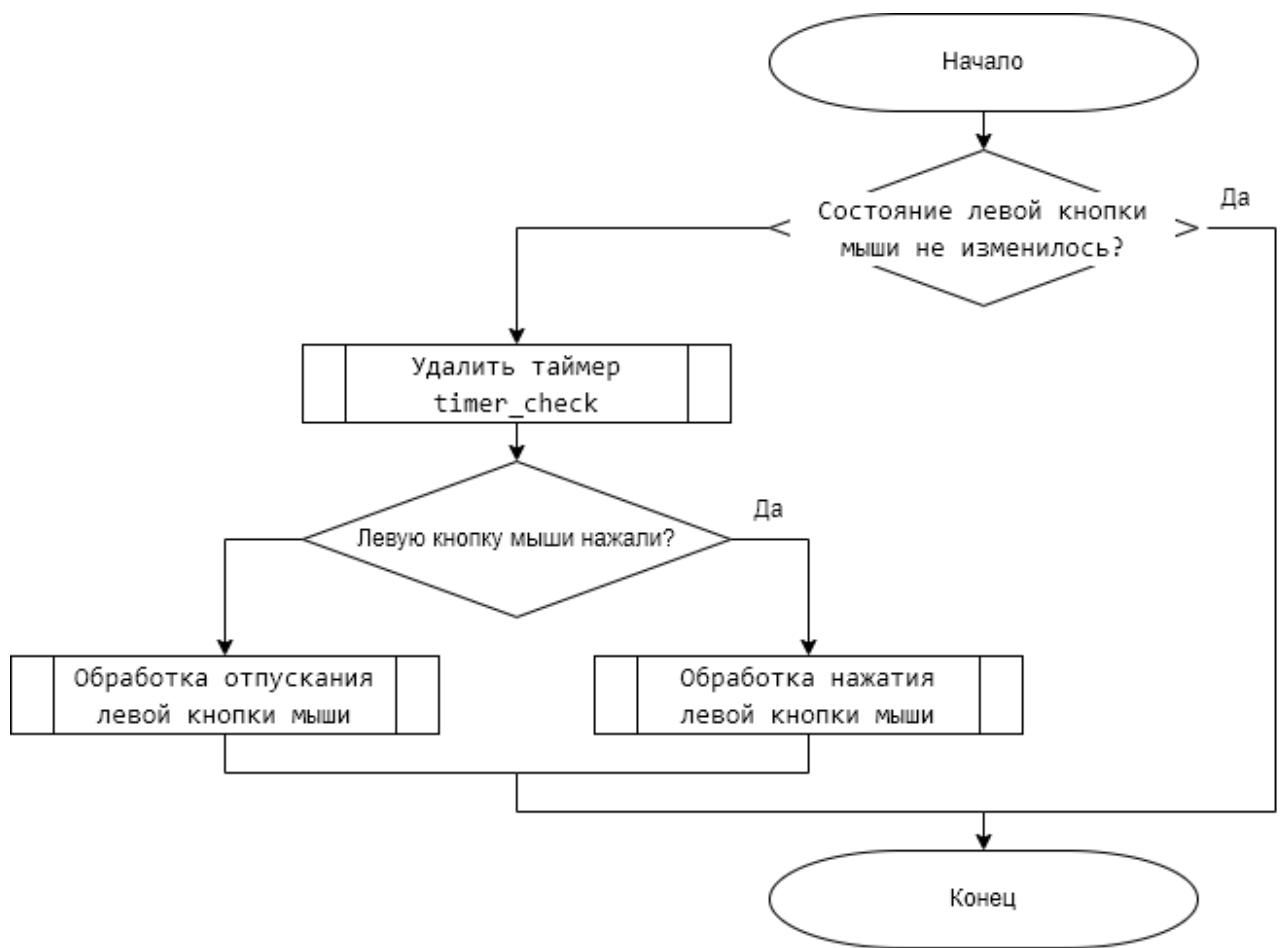 Начало
Состояние левой кнопки
мыши не изменилось?
Да
Удалить таймер
timer_check
Левую кнопку мыши нажали?
Да
Обработка отпускания
левой кнопки мыши
Обработка нажатия
левой кнопки мыши
Конец